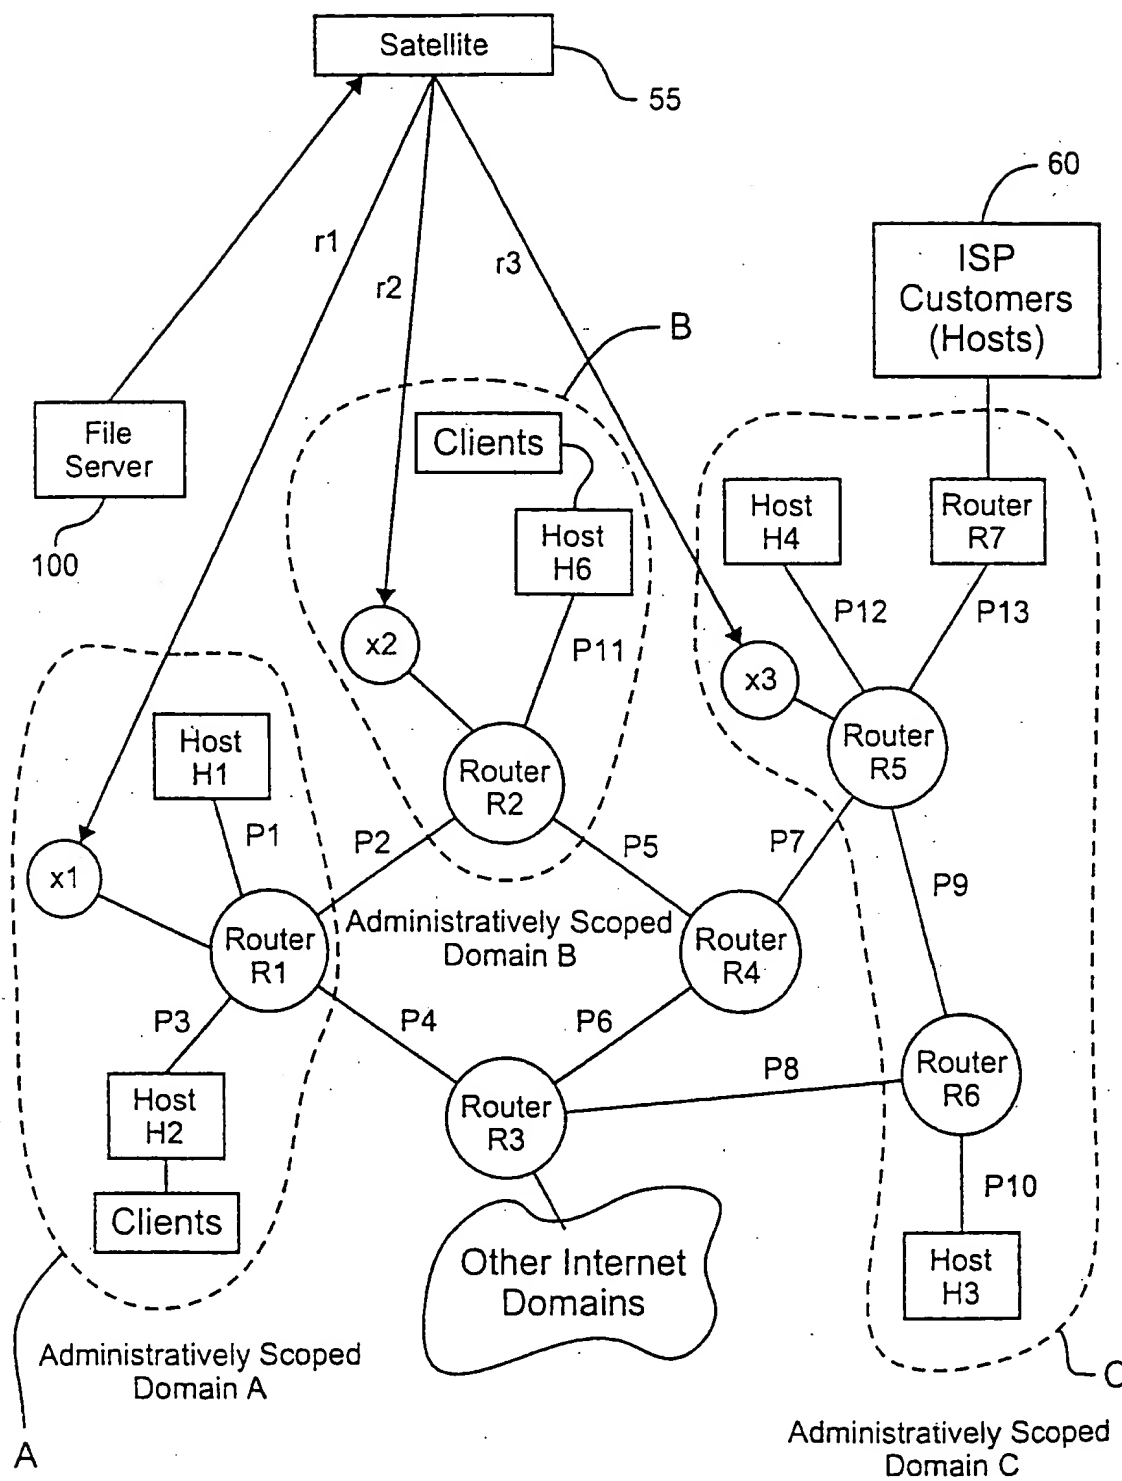 Satellite
55
60
r1
r2
r3
ISP
Customers
(Hosts)
B
File
Server
100
Clients
Host
H6
Host
H4
Router
R7
P12
P13
x2
P11
x3
Router
R5
Host
H1
Router
R2
P1
P2
P5
P7
P9
x1
Router
R1
Administratively Scoped
Domain B
Router
R4
P3
P4
P6
P8
Router
R6
Host
H2
Router
R3
P10
Clients
Other Internet
Domains
Host
H3
Administratively Scoped
Domain A
A
C
Administratively Scoped
Domain C